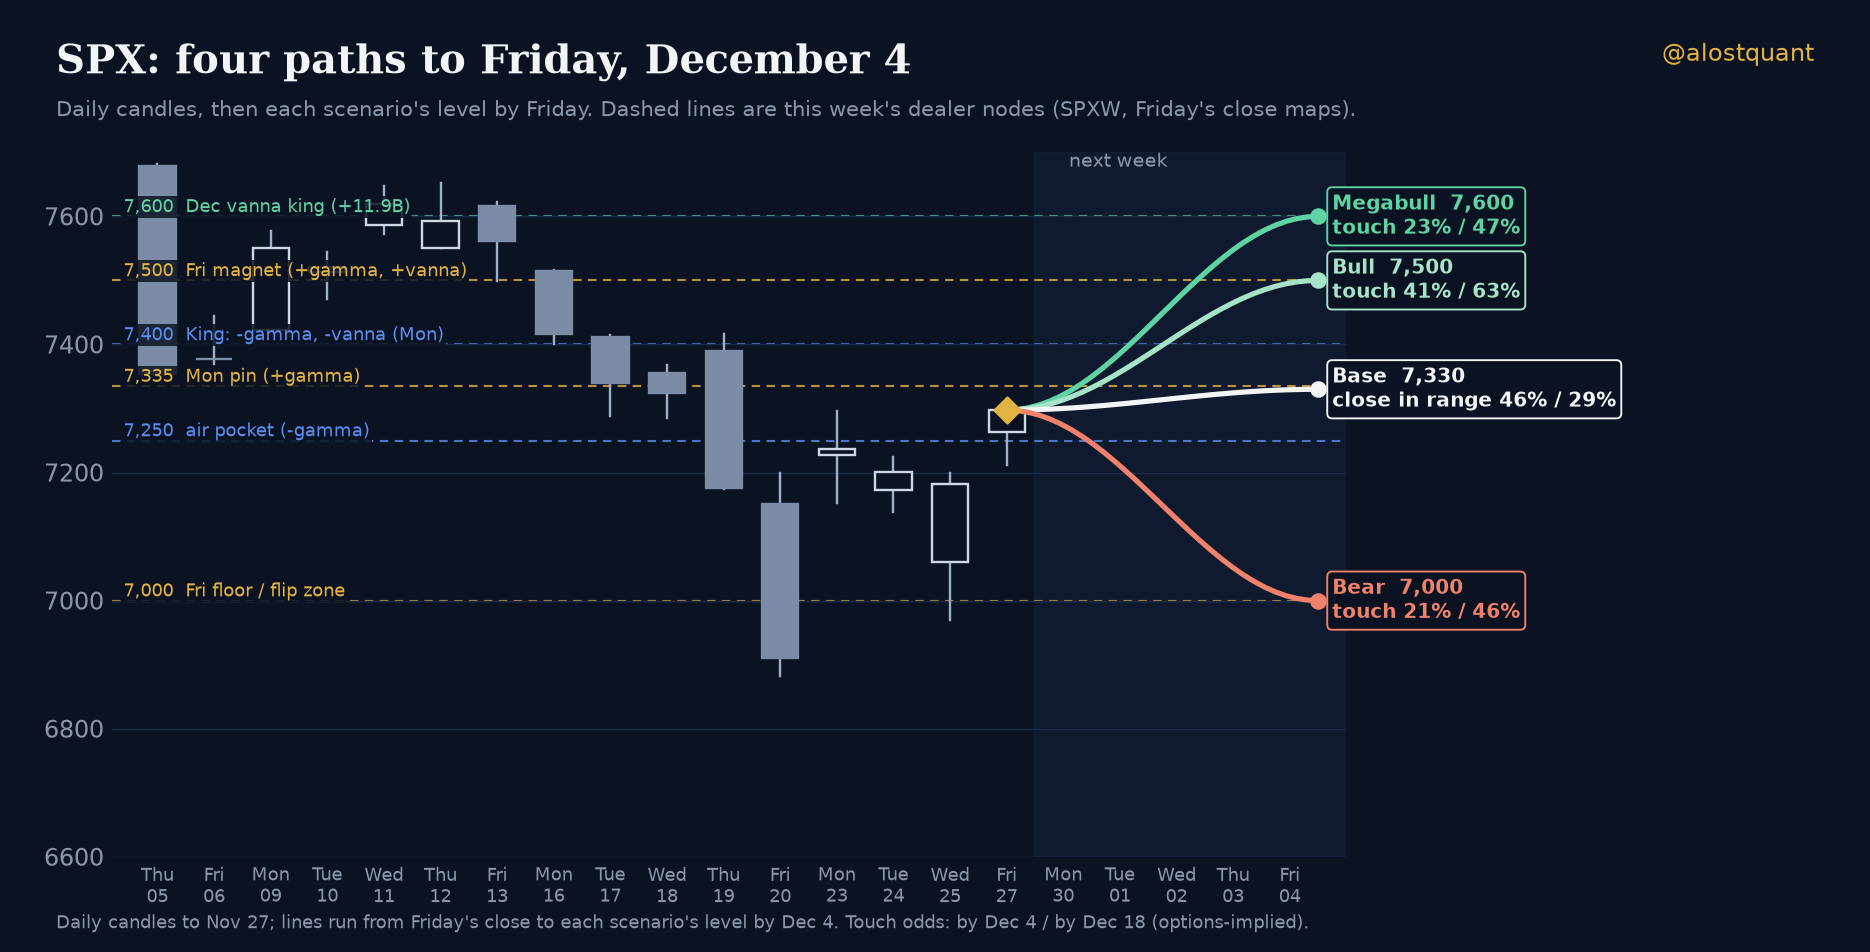 SPX: four paths to Friday, December 4
@alostquant
Daily candles, then each scenario's level by Friday. Dashed lines are this week's dealer nodes (SPXW, Friday's close maps).
next week
7600
7400
7200
7000
6800
6600
7,600 Dec vanna king (+11.9B)
7,500 Fri magnet (+gamma, +vanna)
7,400 King: -gamma, -vanna (Mon)
7,335 Mon pin (+gamma)
7,250 air pocket (-gamma)
7,000 Fri floor / flip zone
Megabull 7,600
touch 23% / 47%
Bull 7,500
touch 41% / 63%
Base 7,330
close in range 46% / 29%
Bear 7,000
touch 21% / 46%
Thu Fri Mon Tue Wed Thu Fri Mon Tue Wed Thu Fri Mon Tue Wed Fri Mon Tue Wed Thu Fri
05 06 09 10 11 12 13 16 17 18 19 20 23 24 25 27 30 01 02 03 04
Daily candles to Nov 27; lines run from Friday's close to each scenario's level by Dec 4. Touch odds: by Dec 4 / by Dec 18 (options-implied).